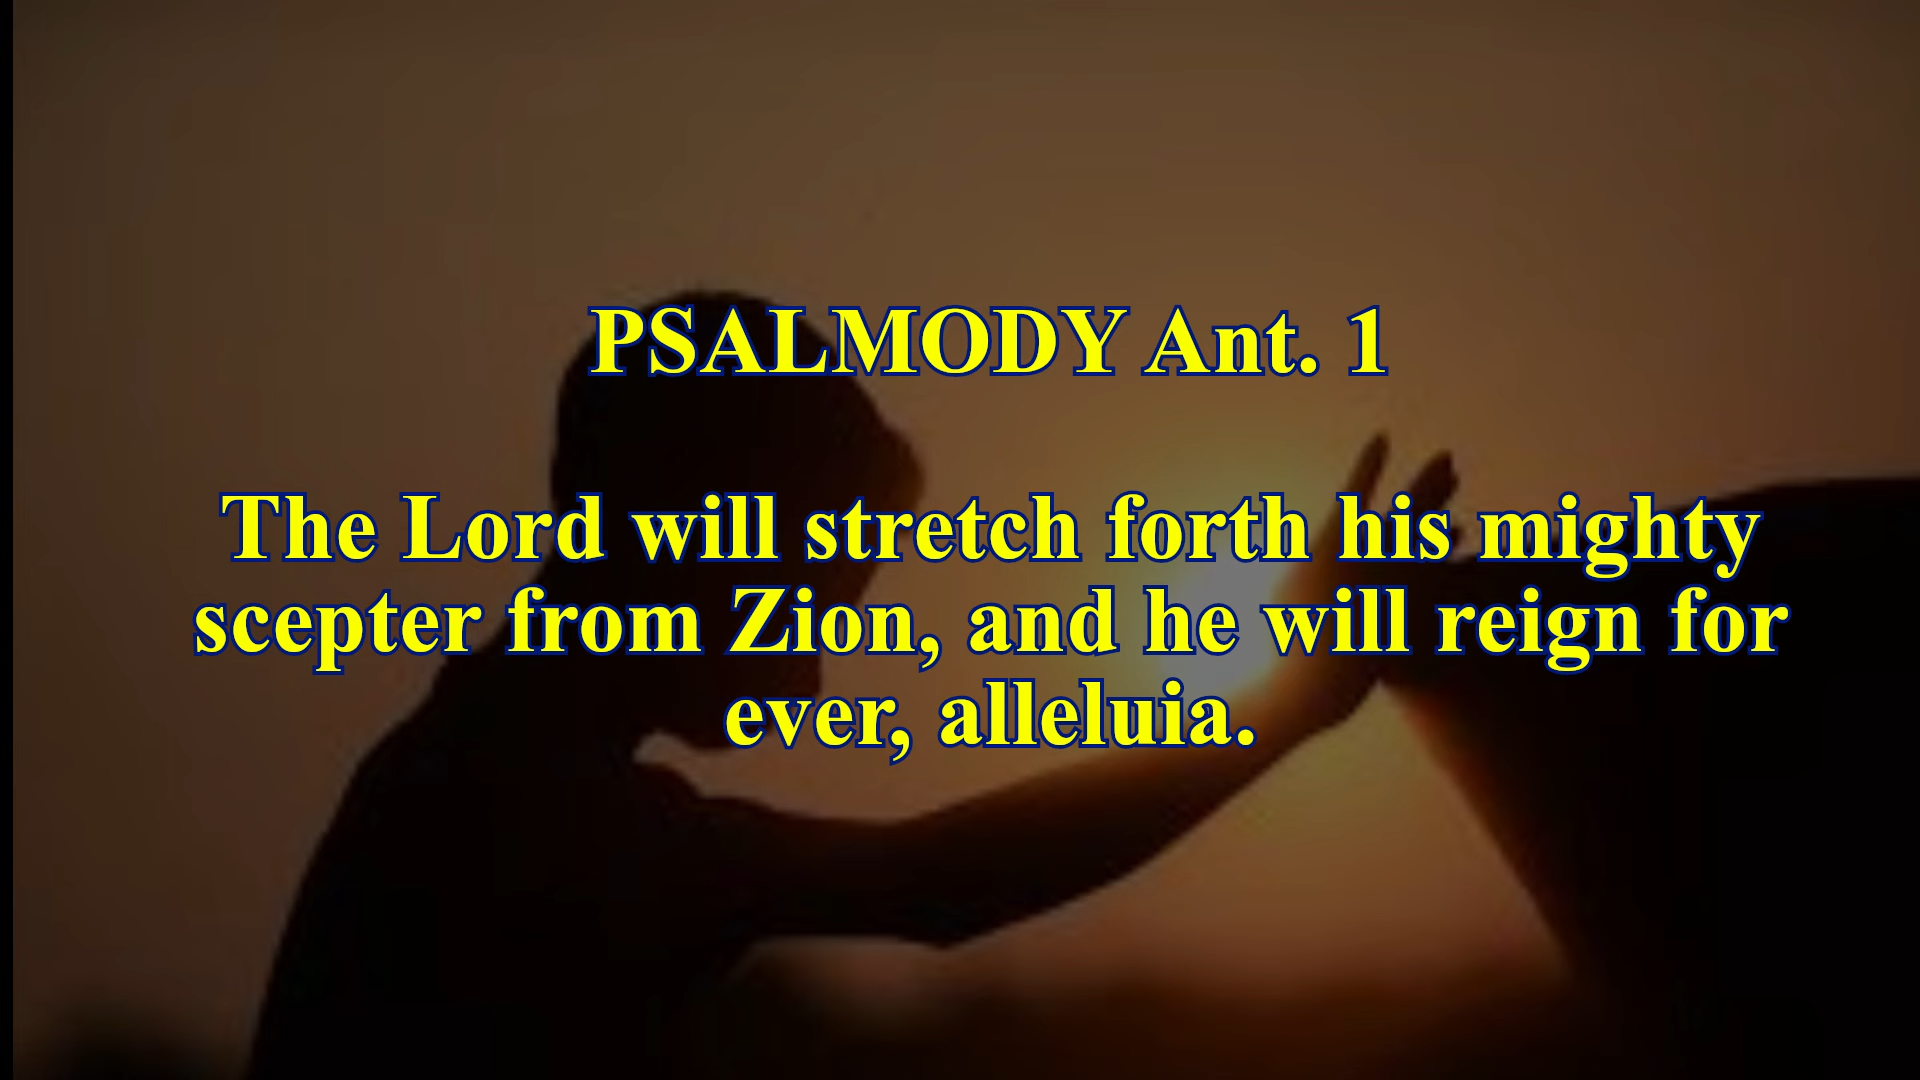 PSALMODY Ant. 1
The Lord will stretch forth his mighty
scepter from Zion, and he will reign for
ever, alleluia.